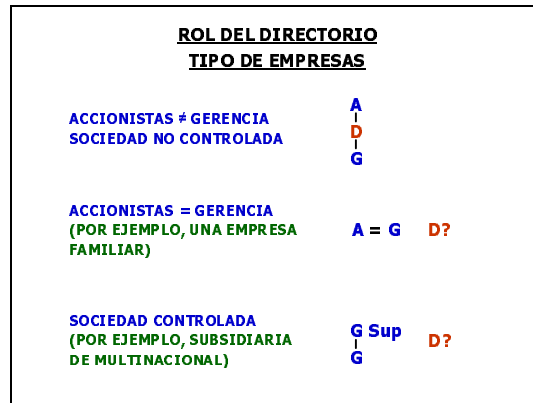 ROL DEL DIRECTORIO
TIPO DE EMPRESAS
ACCIONISTAS ≠ GERENCIA
SOCIEDAD NO CONTROLADA
A
D
G
ACCIONISTAS = GERENCIA
(POR EJEMPLO, UNA EMPRESA
FAMILIAR)
A = G D?
SOCIEDAD CONTROLADA
(POR EJEMPLO, SUBSIDIARIA
DE MULTINACIONAL)
G Sup
G
D?